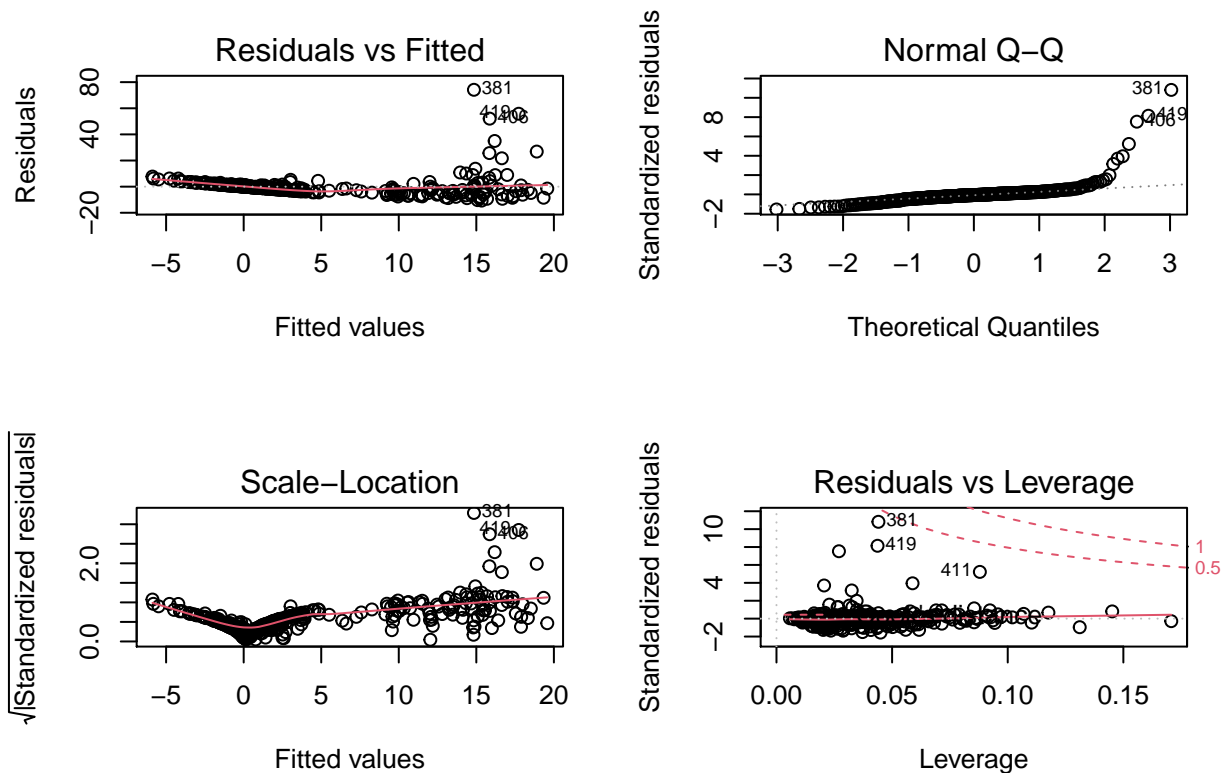 Residuals vs Fitted
Residuals
−20 40 80
381
419
406
−5 0 5 10 15 20
Fitted values
Normal Q−Q
Standardized residuals
−2 4 8
381
419
406
−3 −2 −1 0 1 2 3
Theoretical Quantiles
Scale−Location
√|Standardized residuals|
0.0 2.0
381
419
406
−5 0 5 10 15 20
Fitted values
Residuals vs Leverage
Standardized residuals
−2 4 10
381
419
411
1
0.5
0.00 0.05 0.10 0.15
Leverage